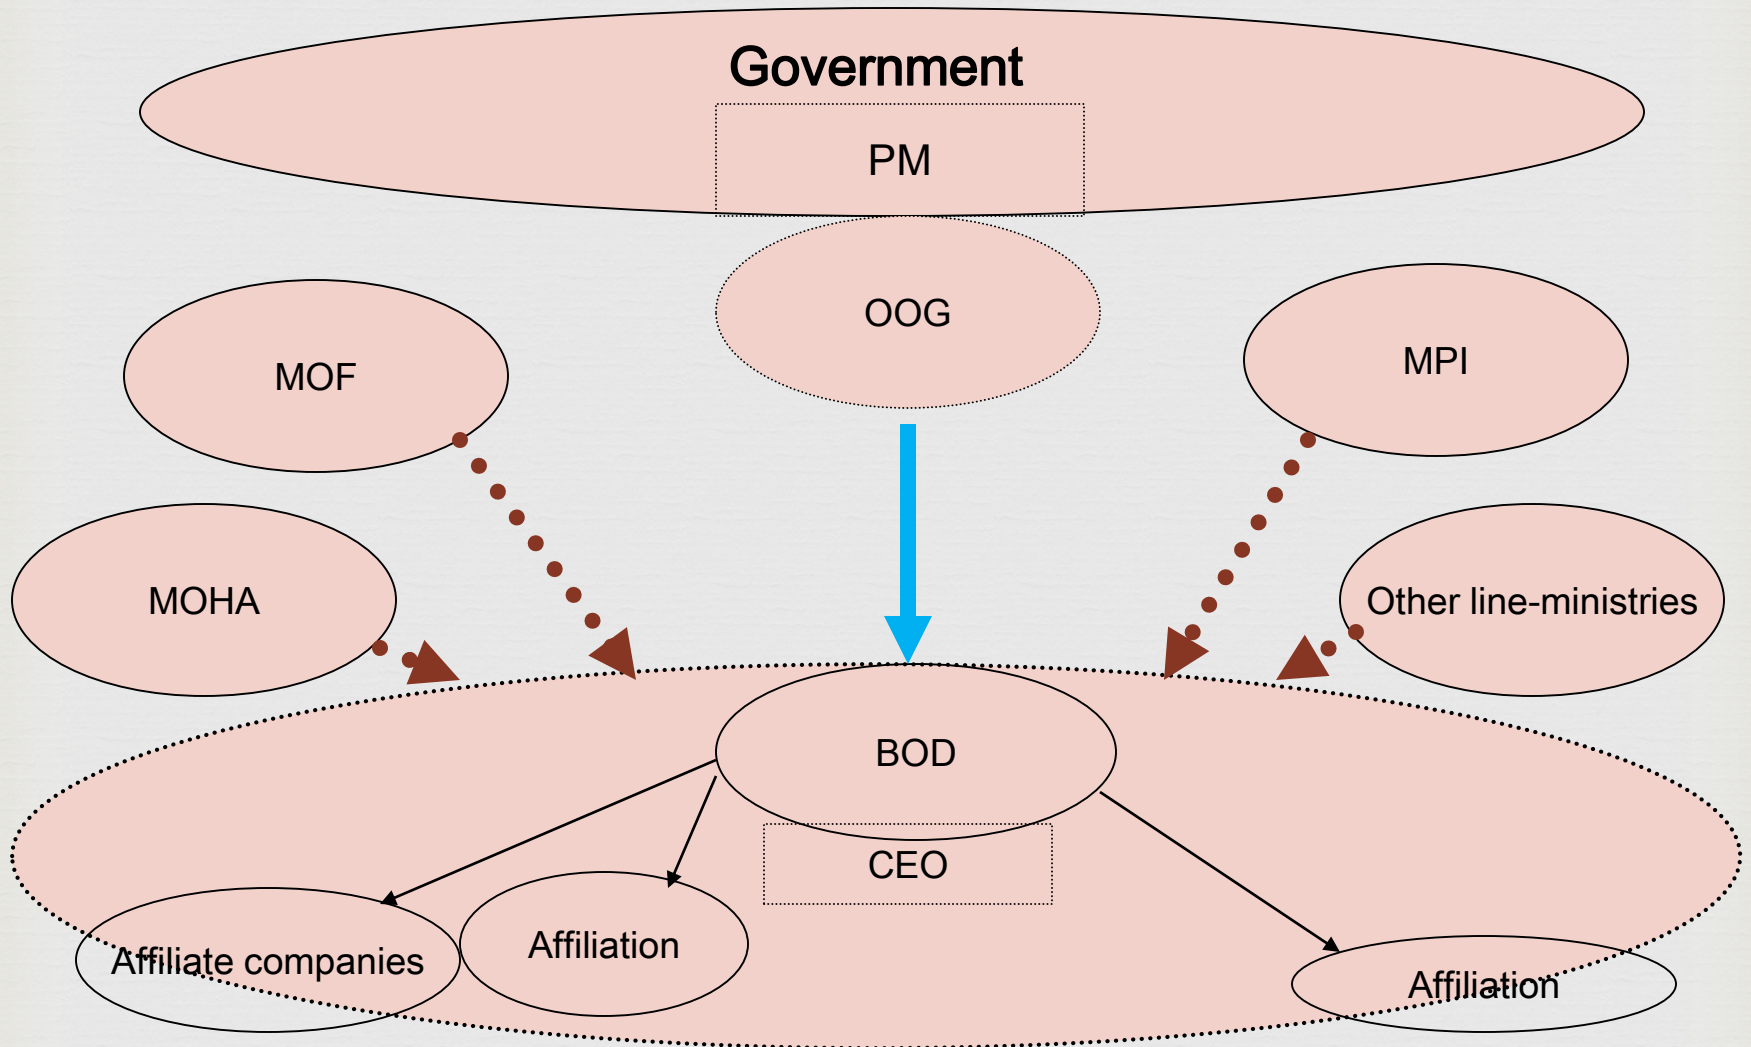 Government
PM
OOG
MOF
MPI
MOHA
Other line-ministries
BOD
CEO
Affiliate companies
Affiliation
Affiliation